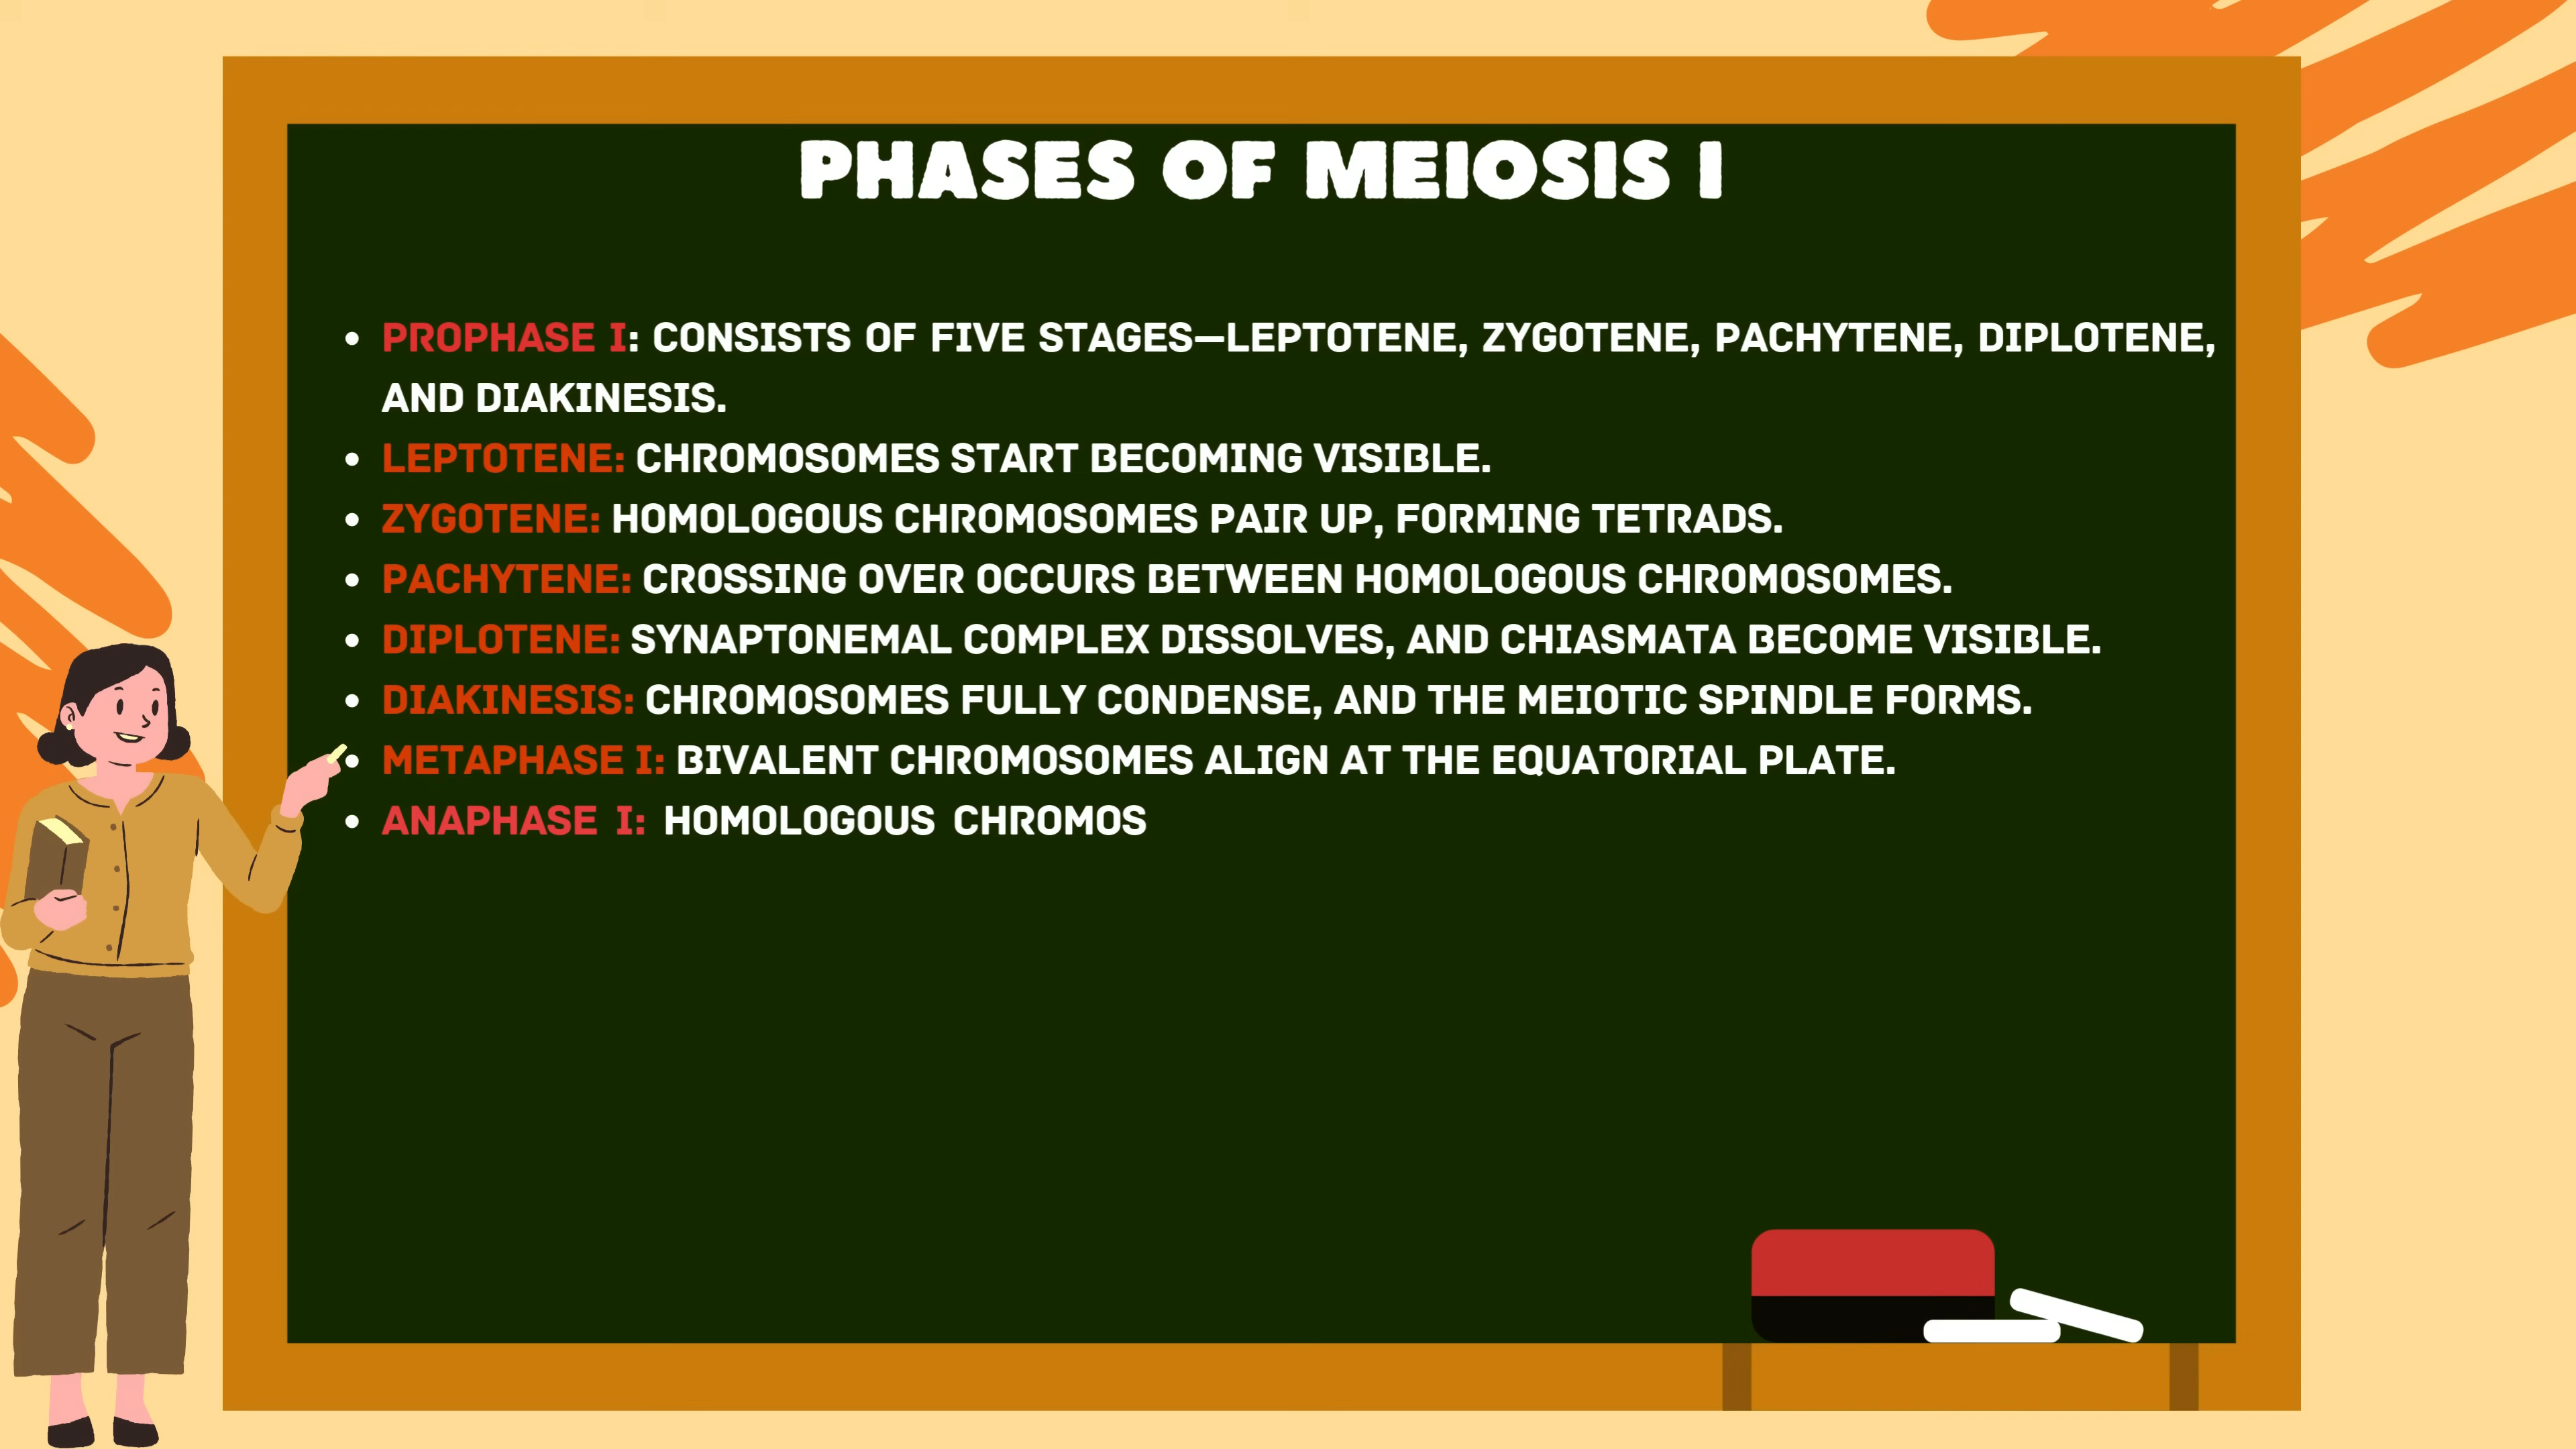 PHASES OF MEIOSIS I
• PROPHASE I: CONSISTS OF FIVE STAGES—LEPTOTENE, ZYGOTENE, PACHYTENE, DIPLOTENE,
AND DIAKINESIS.
• LEPTOTENE: CHROMOSOMES START BECOMING VISIBLE.
• ZYGOTENE: HOMOLOGOUS CHROMOSOMES PAIR UP, FORMING TETRADS.
• PACHYTENE: CROSSING OVER OCCURS BETWEEN HOMOLOGOUS CHROMOSOMES.
• DIPLOTENE: SYNAPTONEMAL COMPLEX DISSOLVES, AND CHIASMATA BECOME VISIBLE.
• DIAKINESIS: CHROMOSOMES FULLY CONDENSE, AND THE MEIOTIC SPINDLE FORMS.
• METAPHASE I: BIVALENT CHROMOSOMES ALIGN AT THE EQUATORIAL PLATE.
• ANAPHASE I: HOMOLOGOUS CHROMOS